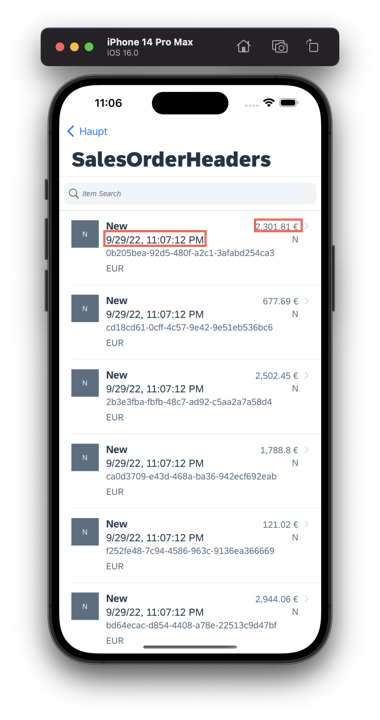 iPhone 14 Pro Max
iOS 16.0
11:06
Haupt
SalesOrderHeaders
Item Search
N
New
2,301.81 €
9/29/22, 11:07:12 PM
N
0b205bea-92d5-480f-a2c1-3afabd254ca3
EUR
N
New
677.69 €
9/29/22, 11:07:12 PM
N
cd18cd61-0cff-4c57-9e42-9e51eb536bc6
EUR
N
New
2,502.45 €
9/29/22, 11:07:12 PM
N
2b3e3fba-fbfb-48c7-ad92-c5aa2a7a58d4
EUR
N
New
1,788.8 €
9/29/22, 11:07:12 PM
N
ca0d3709-e43d-468a-ba36-942ecf692eab
EUR
N
New
121.02 €
9/29/22, 11:07:12 PM
N
f252fe48-7c94-4586-963c-9136ea366669
EUR
N
New
2,944.06 €
9/29/22, 11:07:12 PM
N
bd64ecac-d854-4408-a78e-22513c9d47bf
EUR